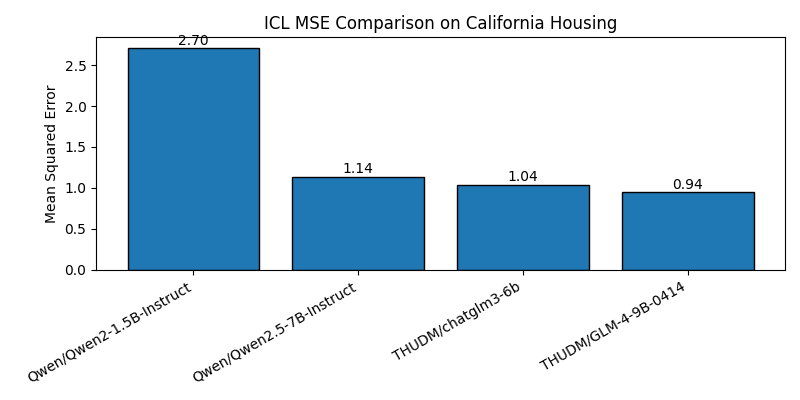 ICL MSE Comparison on California Housing
Mean Squared Error
2.5
2.0
1.5
1.0
0.5
0.0
2.70
1.14
1.04
0.94
Qwen/Qwen2-1.5B-Instruct
Qwen/Qwen2.5-7B-Instruct
THUDM/chatglm3-6b
THUDM/GLM-4-9B-0414